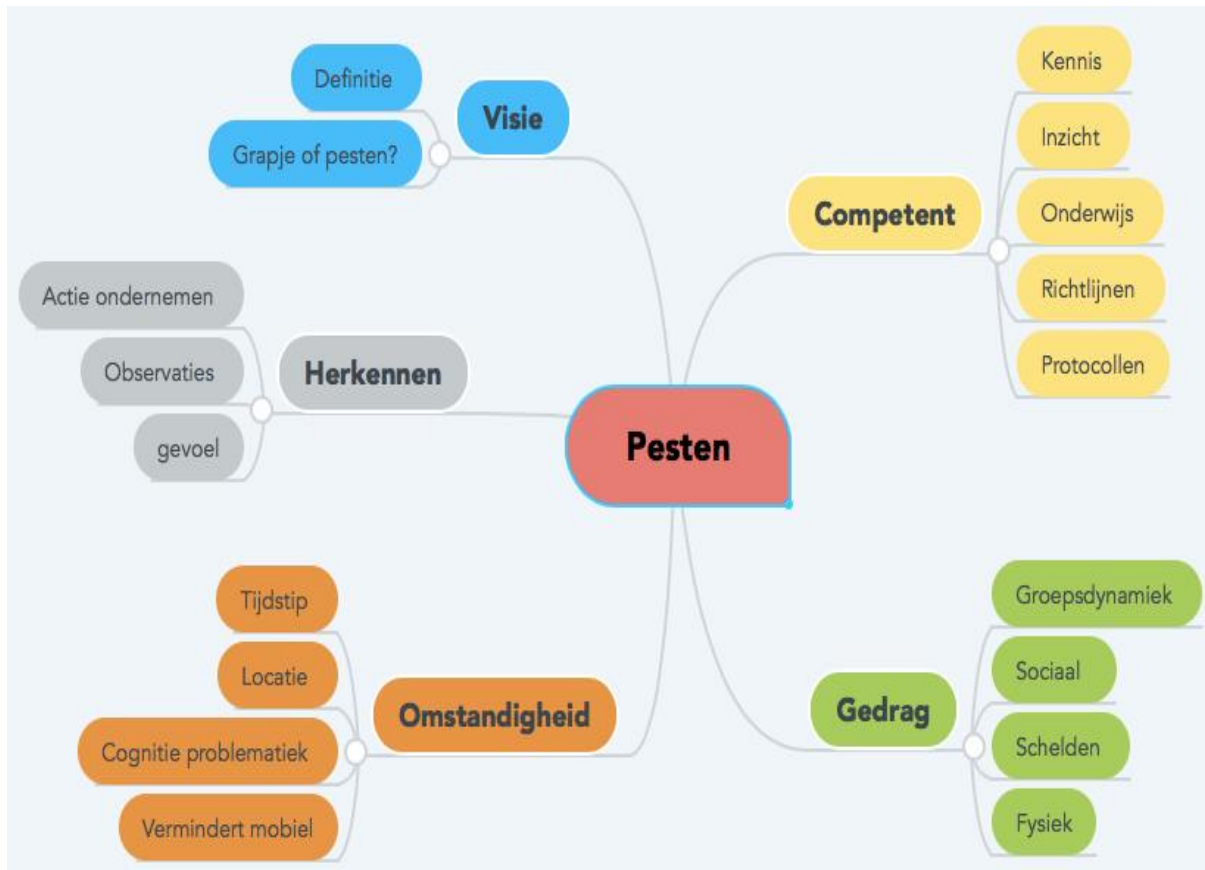 Pesten
Visie
Definitie
Grapje of pesten?
Herkennen
Actie ondernemen
Observaties
gevoel
Omstandigheid
Tijdstip
Locatie
Cognitie problematiek
Vermindert mobiel
Competent
Kennis
Inzicht
Onderwijs
Richtlijnen
Protocollen
Gedrag
Groepsdynamiek
Sociaal
Schelden
Fysiek